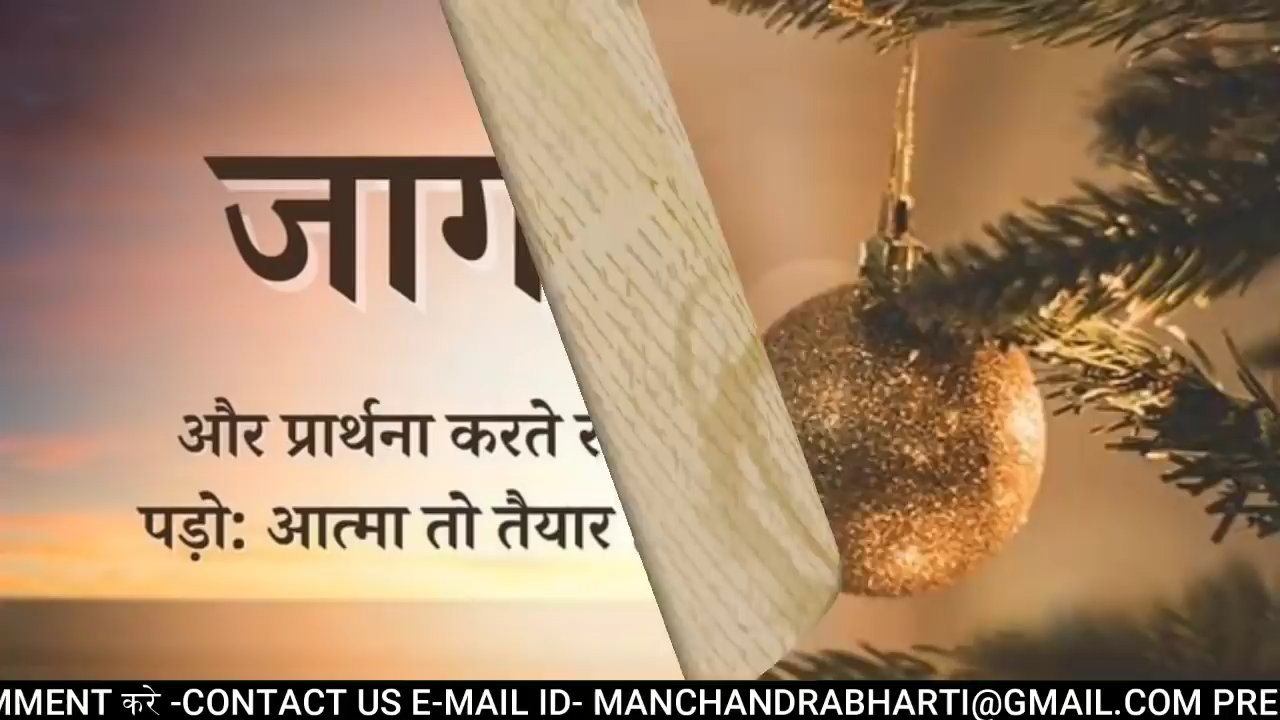 जाग
और प्रार्थना करते
पड़ो: आत्मा तो तैयार
MMENT करे -CONTACT US E-MAIL ID- MANCHANDRABHARTI@GMAIL.COM PRE